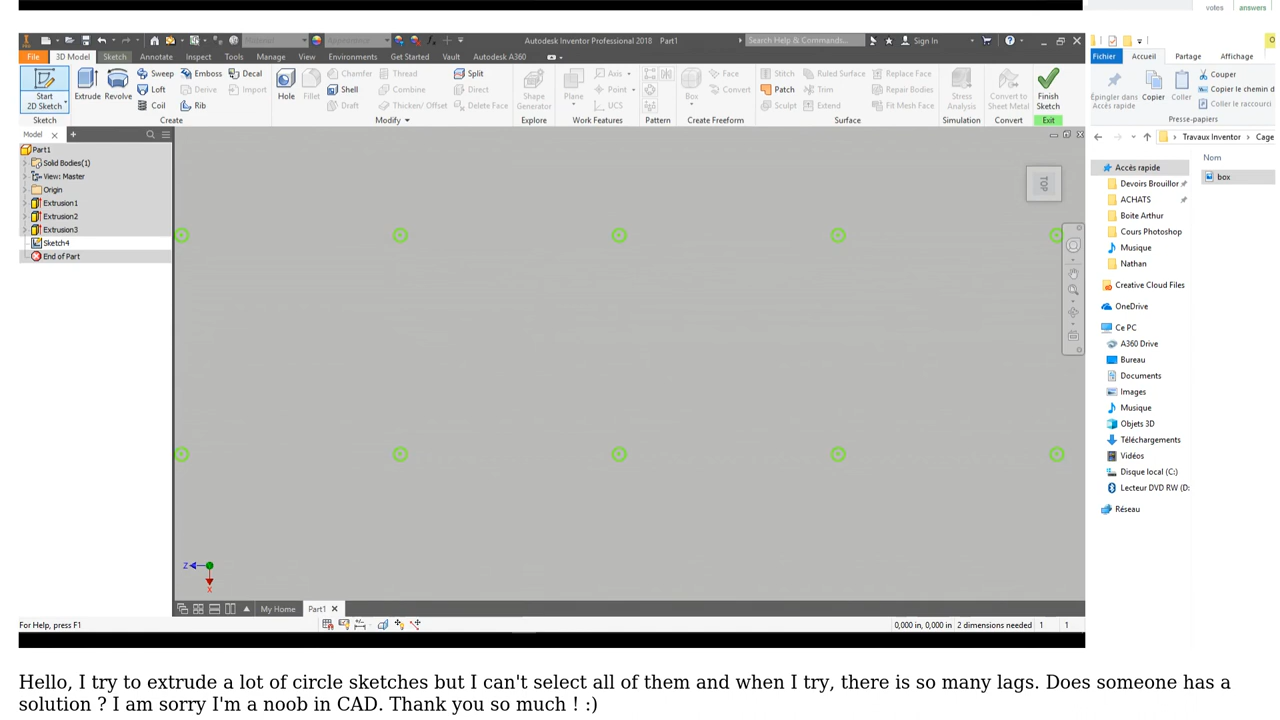 votes answers
Autodesk Inventor Professional 2018 Part1 Search Help & Commands... Sign In
File 3D Model Sketch Annotate Inspect Tools Manage View Environments Get Started Vault Autodesk A360
Fichier Accueil Partage Affichage
Start 2D Sketch Extrude Revolve Sweep Emboss Decal
Loft Derive Import
Coil Rib
Hole Fillet Chamfer Thread Split
Shell Combine Direct
Draft Thicken/ Offset Delete Face
Shape Generator Plane Axis
Point
UCS
Box Face
Convert
Stitch Ruled Surface Replace Face
Patch Trim Repair Bodies
Sculpt Extend Fit Mesh Face
Stress Analysis Convert to Sheet Metal Finish Sketch
Sketch Create Modify Explore Work Features Pattern Create Freeform Surface Simulation Convert Exit
Épingler dans Accès rapide Copier Coller
Couper
Copier le chemin d
Coller le raccourci
Presse-papiers
Model
Travaux Inventor Cage
Part1
Solid Bodies(1)
View: Master
Origin
Extrusion1
Extrusion2
Extrusion3
Sketch4
End of Part
TOP
Nom
box
Accès rapide
Devoirs Brouillor
ACHATS
Boite Arthur
Cours Photoshop
Musique
Nathan
Creative Cloud Files
OneDrive
Ce PC
A360 Drive
Bureau
Documents
Images
Musique
Objets 3D
Téléchargements
Vidéos
Disque local (C:)
Lecteur DVD RW (D:
Réseau
Z
X
My Home Part1
For Help, press F1 0,000 in, 0,000 in 2 dimensions needed 1 1
Hello, I try to extrude a lot of circle sketches but I can't select all of them and when I try, there is so many lags. Does someone has a
solution ? I am sorry I'm a noob in CAD. Thank you so much ! :)